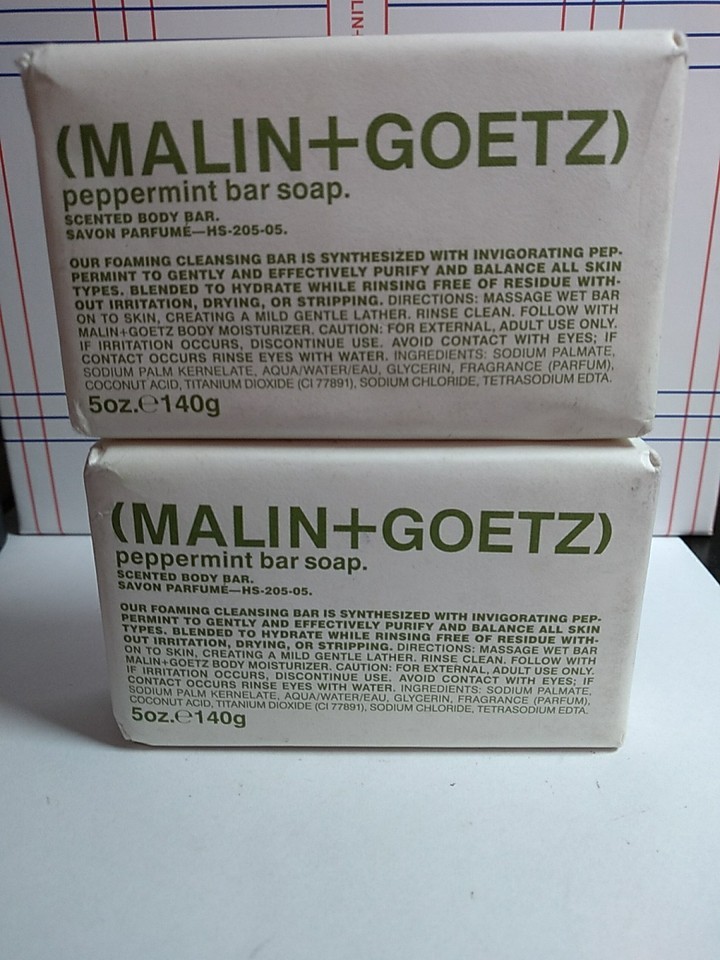 LIN+
(MALIN+GOETZ)
peppermint bar soap.
SCENTED BODY BAR.
SAVON PARFUMÉ—HS-205-05.
OUR FOAMING CLEANSING BAR IS SYNTHESIZED WITH INVIGORATING PEP-
PERMINT TO GENTLY AND EFFECTIVELY PURIFY AND BALANCE ALL SKIN
TYPES. BLENDED TO HYDRATE WHILE RINSING FREE OF RESIDUE WITH-
OUT IRRITATION, DRYING, OR STRIPPING. DIRECTIONS: MASSAGE WET BAR
ON TO SKIN, CREATING A MILD GENTLE LATHER. RINSE CLEAN. FOLLOW WITH
MALIN+GOETZ BODY MOISTURIZER. CAUTION: FOR EXTERNAL, ADULT USE ONLY.
IF IRRITATION OCCURS, DISCONTINUE USE. AVOID CONTACT WITH EYES; IF
CONTACT OCCURS RINSE EYES WITH WATER. INGREDIENTS: SODIUM PALMATE,
SODIUM PALM KERNELATE, AQUA/WATER/EAU, GLYCERIN, FRAGRANCE (PARFUM),
COCONUT ACID, TITANIUM DIOXIDE (CI 77891), SODIUM CHLORIDE, TETRASODIUM EDTA.
5oz.℮140g
(MALIN+GOETZ)
peppermint bar soap.
SCENTED BODY BAR.
SAVON PARFUMÉ—HS-205-05.
OUR FOAMING CLEANSING BAR IS SYNTHESIZED WITH INVIGORATING PEP-
PERMINT TO GENTLY AND EFFECTIVELY PURIFY AND BALANCE ALL SKIN
TYPES. BLENDED TO HYDRATE WHILE RINSING FREE OF RESIDUE WITH-
OUT IRRITATION, DRYING, OR STRIPPING. DIRECTIONS: MASSAGE WET BAR
ON TO SKIN, CREATING A MILD GENTLE LATHER. RINSE CLEAN. FOLLOW WITH
MALIN+GOETZ BODY MOISTURIZER. CAUTION: FOR EXTERNAL, ADULT USE ONLY.
IF IRRITATION OCCURS, DISCONTINUE USE. AVOID CONTACT WITH EYES; IF
CONTACT OCCURS RINSE EYES WITH WATER. INGREDIENTS: SODIUM PALMATE,
SODIUM PALM KERNELATE, AQUA/WATER/EAU, GLYCERIN, FRAGRANCE (PARFUM),
COCONUT ACID, TITANIUM DIOXIDE (CI 77891), SODIUM CHLORIDE, TETRASODIUM EDTA.
5oz.℮140g